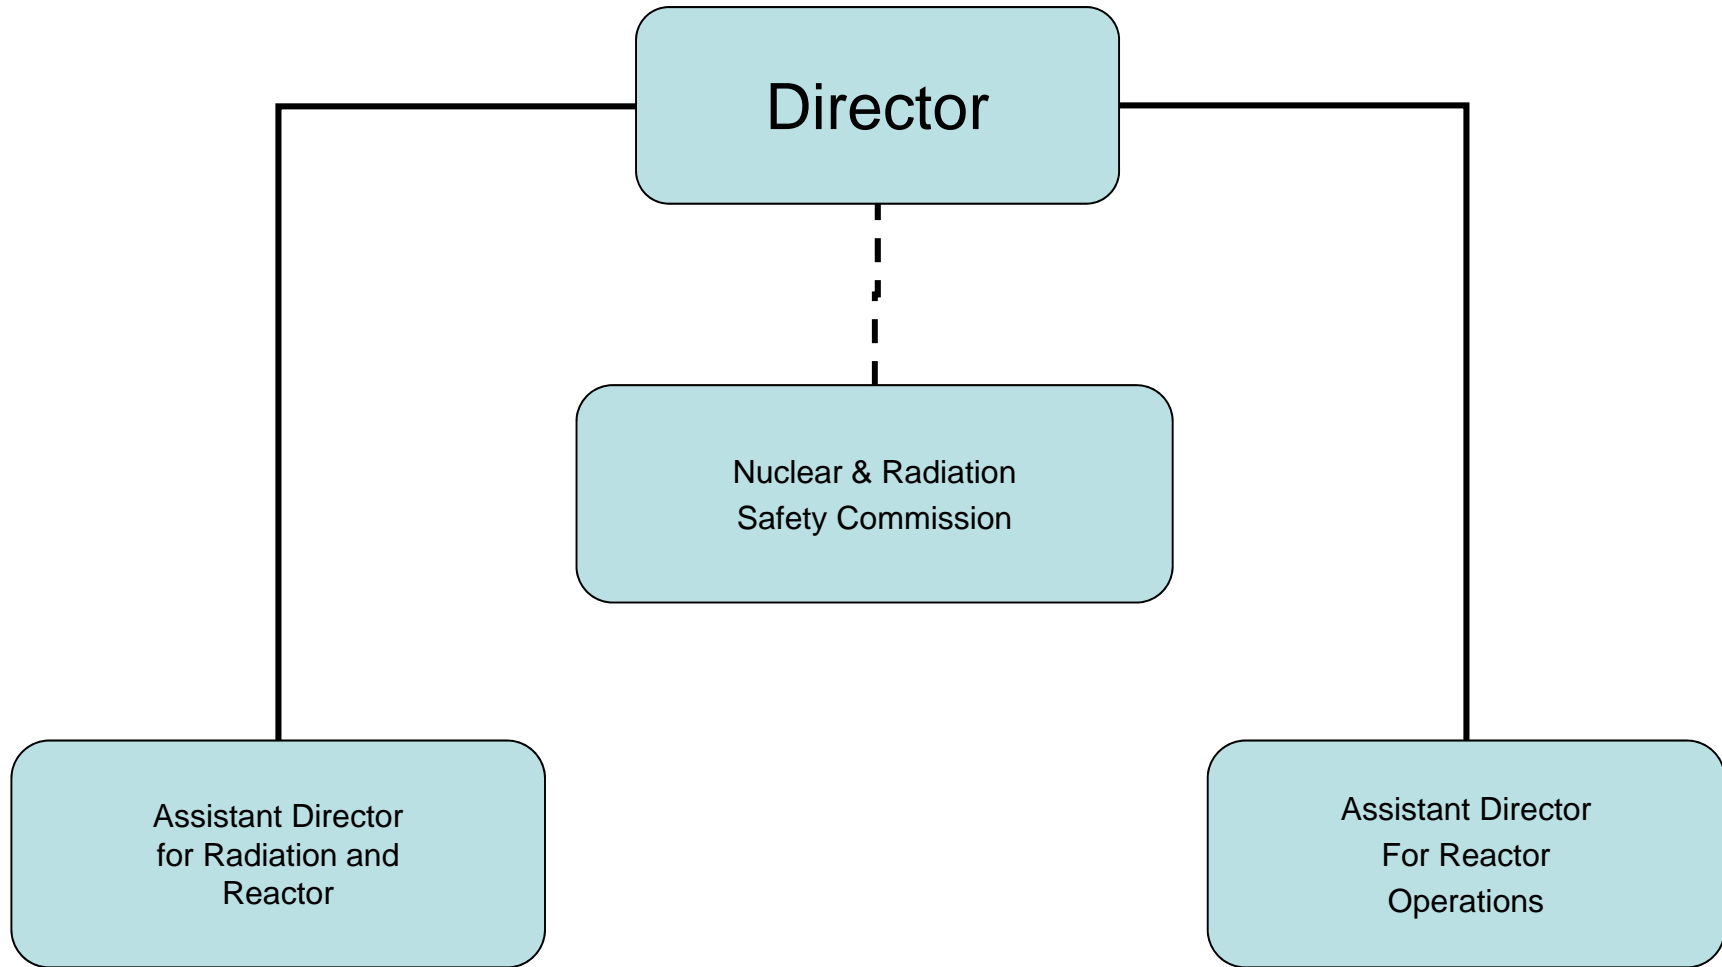 Director
Nuclear & Radiation
Safety Commission
Assistant Director
for Radiation and
Reactor
Assistant Director
For Reactor
Operations